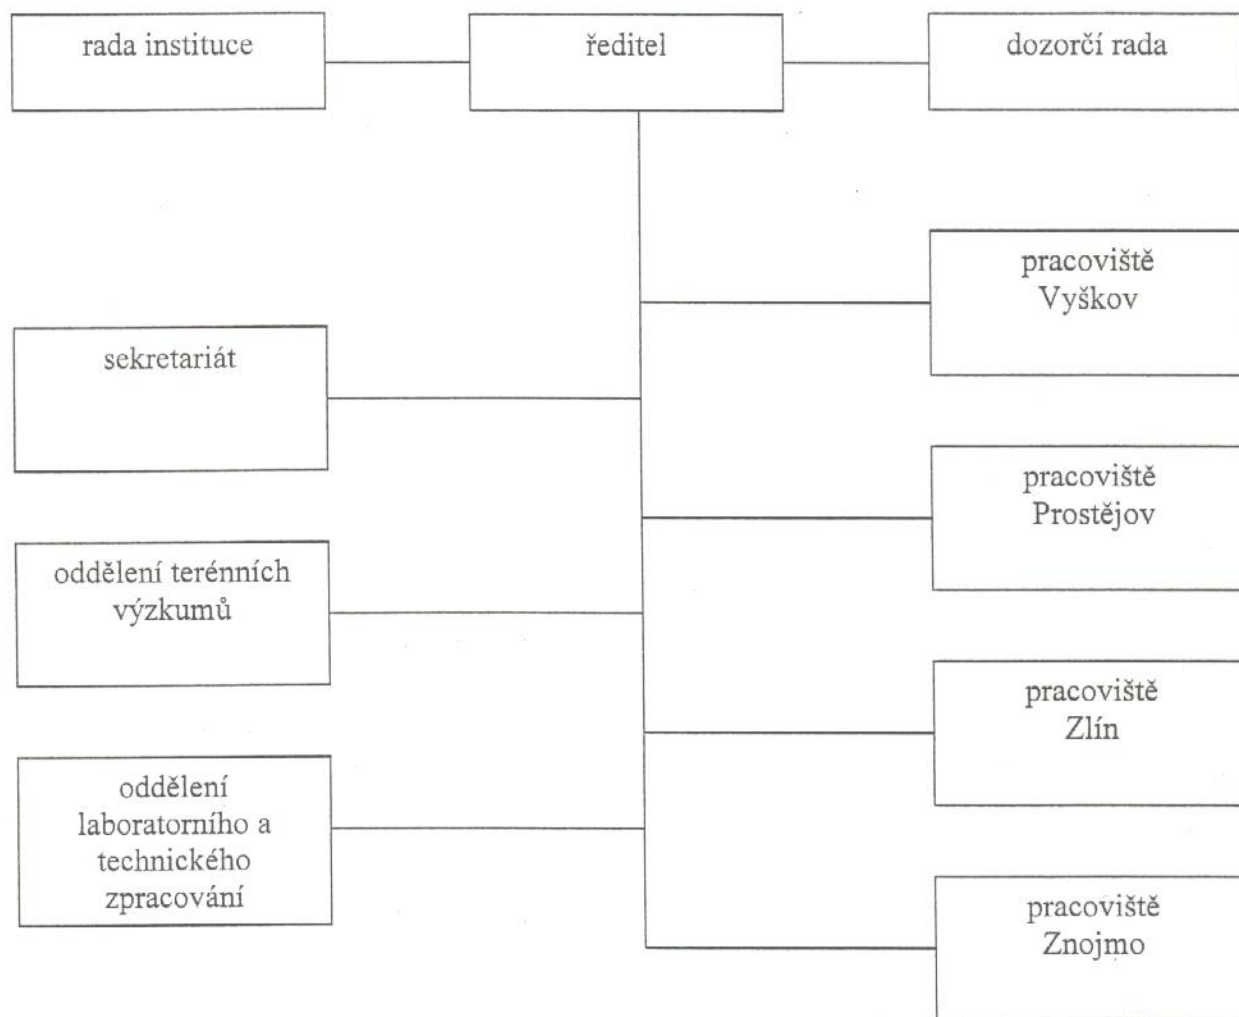 rada instituce
ředitel
dozorčí rada
pracoviště
Vyškov
sekretariát
pracoviště
Prostějov
oddělení terénních
výzkumů
pracoviště
Zlín
oddělení
laboratorního a
technického
zpracování
pracoviště
Znojmo